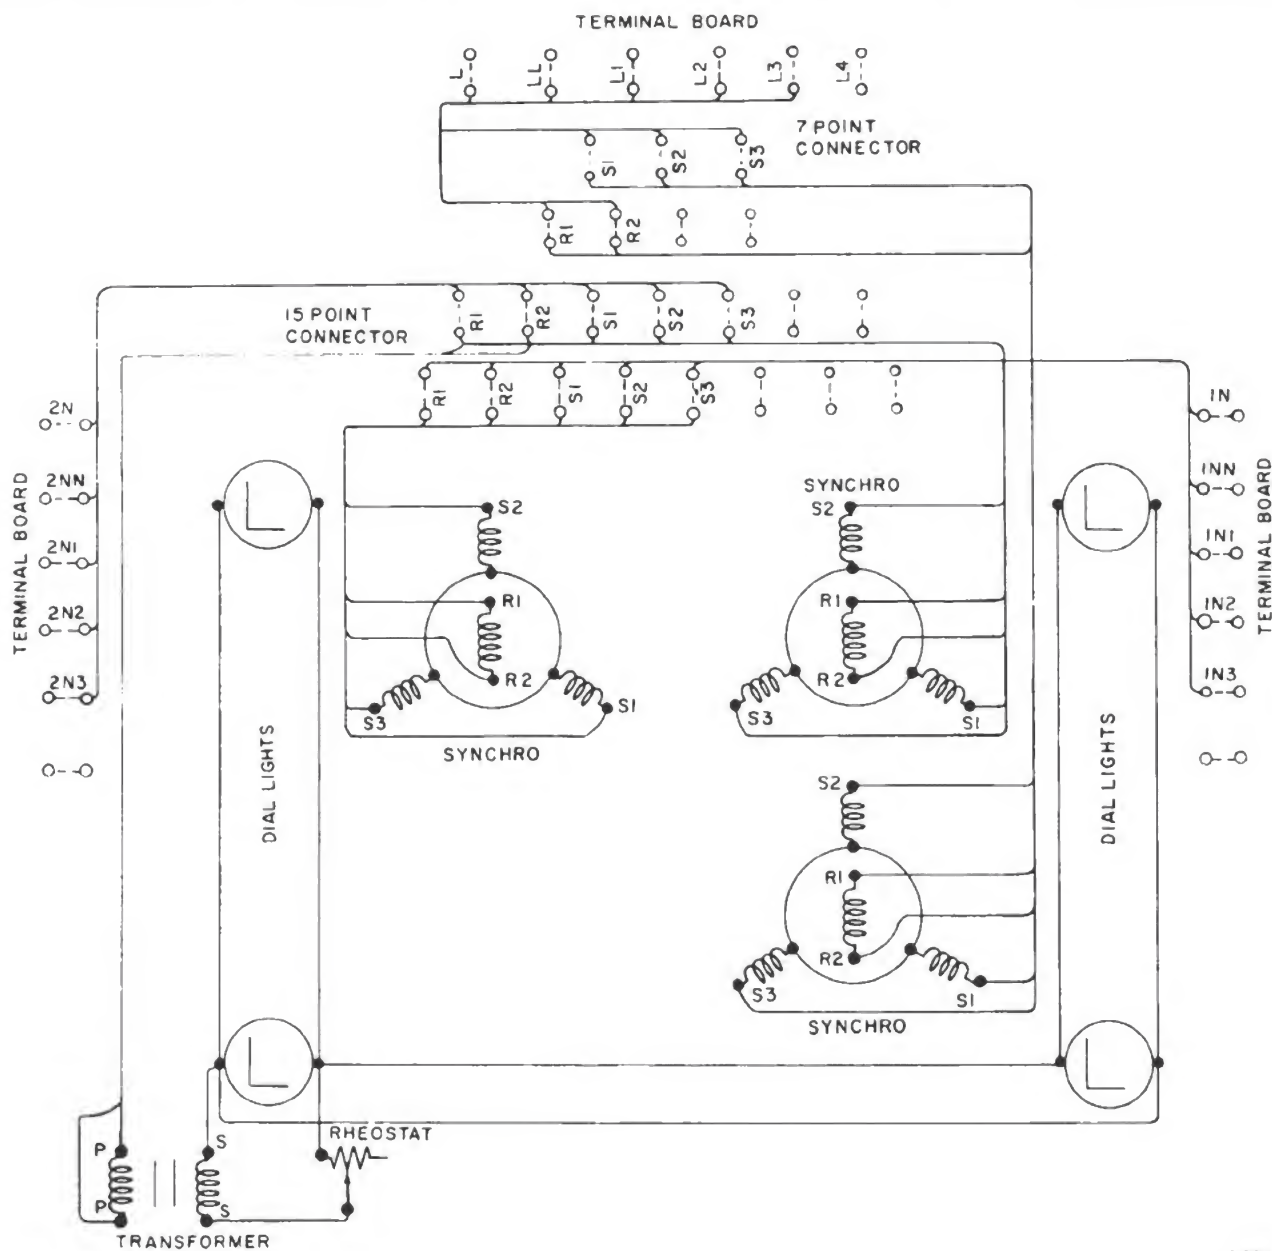 TERMINAL BOARD
L LL L1 L2 L3 L4
7 POINT
CONNECTOR
S1 S2 S3
R1 R2
15 POINT
CONNECTOR
R1 R2 S1 S2 S3
R1 R2 S1 S2 S3
2N
2NN
2N1
2N2
2N3
TERMINAL BOARD
1N
1NN
1N1
1N2
1N3
TERMINAL BOARD
DIAL LIGHTS
S2
R1
R2
S3
S1
SYNCHRO
SYNCHRO
S2
R1
R2
S3
S1
DIAL LIGHTS
S2
R1
R2
S3
S1
SYNCHRO
P
P
S
S
RHEOSTAT
TRANSFORMER